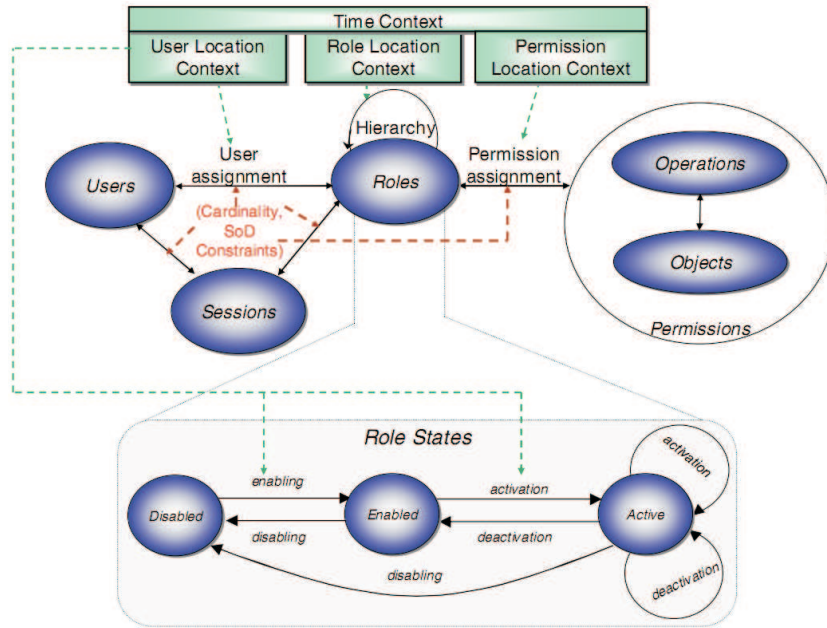 Time Context
User Location
Context
Role Location
Context
Permission
Location Context
Hierarchy
User
assignment
Permission
assignment
Users
Roles
Operations
(Cardinality,
SoD
Constraints)
Objects
Sessions
Permissions
Role States
activation
enabling
activation
Disabled
Enabled
Active
disabling
deactivation
disabling
deactivation